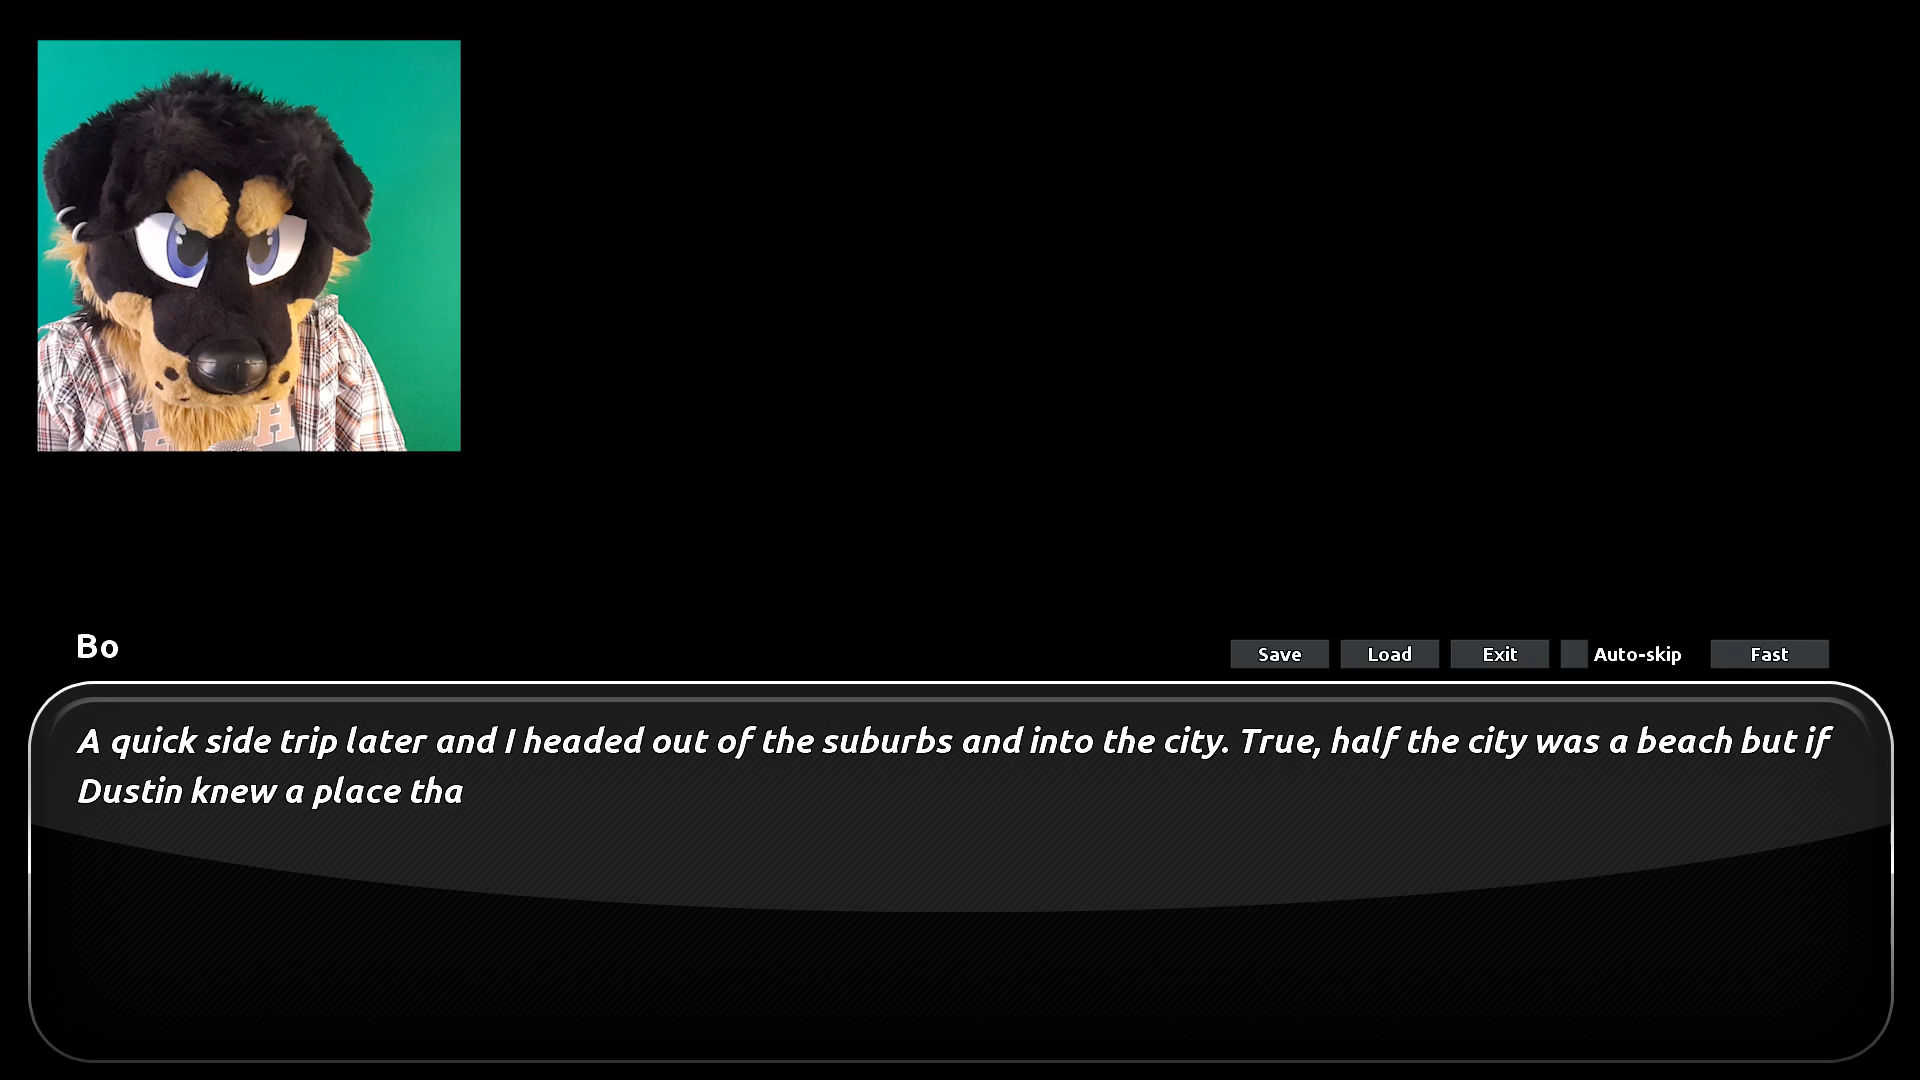 Bo
Save Load Exit Auto-skip Fast
A quick side trip later and I headed out of the suburbs and into the city. True, half the city was a beach but if
Dustin knew a place tha